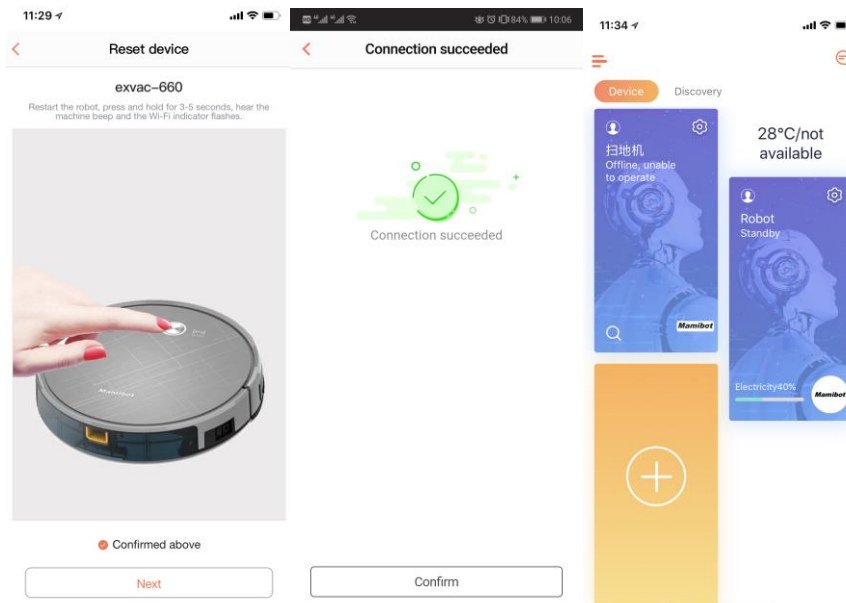 11:29
Reset device
exvac-660
Restart the robot, press and hold for 3-5 seconds, hear the
machine beep and the Wi-Fi indicator flashes.
Mamibot
Confirmed above
Next
84% 10:06
Connection succeeded
Connection succeeded
Confirm
11:34
Device
Discovery
扫地机
Offline, unable
to operate
Mamibot
28°C/not
available
Robot
Standby
Electricity40%
Mamibot